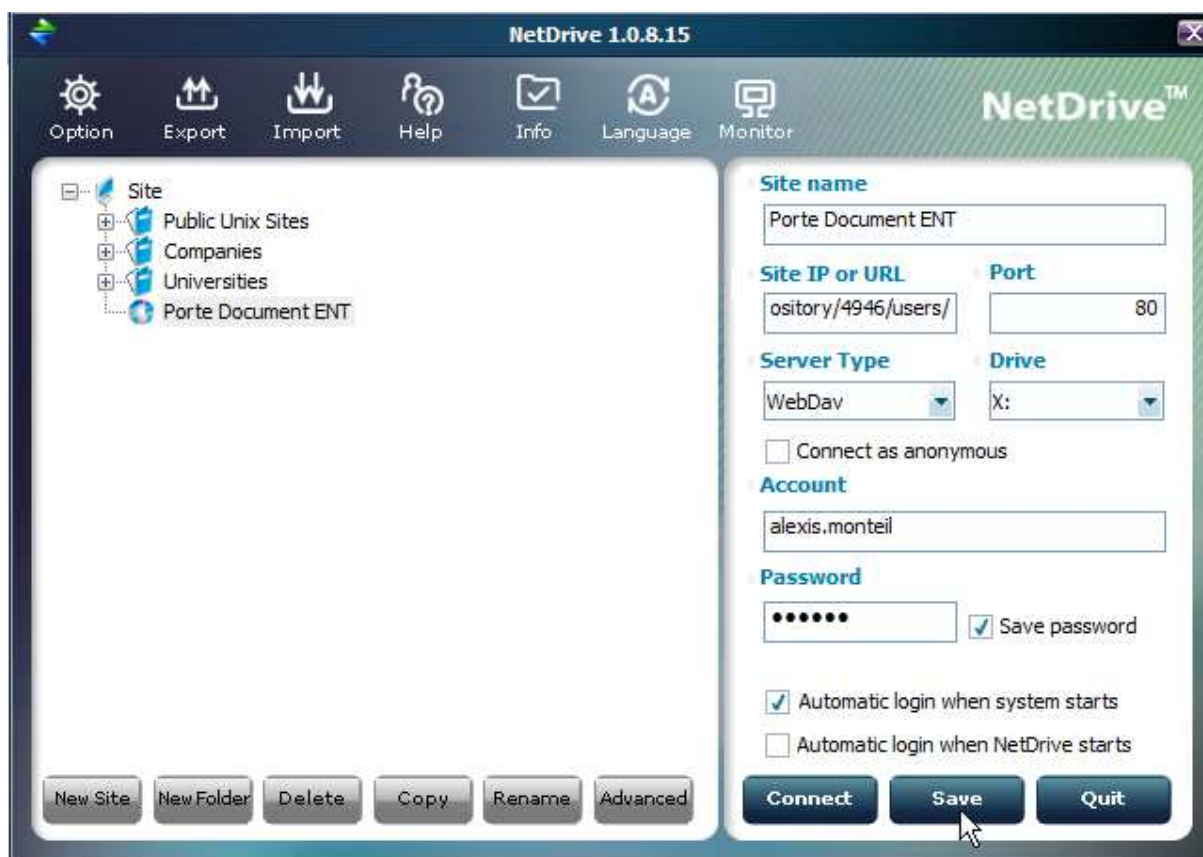 NetDrive 1.0.8.15
Option Export Import Help Info Language Monitor
NetDrive™
Site
Public Unix Sites
Companies
Universities
Porte Document ENT
New Site New Folder Delete Copy Rename Advanced
Site name
Porte Document ENT
Site IP or URL Port
ository/4946/users/ 80
Server Type Drive
WebDav X:
Connect as anonymous
Account
alexis.monteil
Password
●●●●●● Save password
Automatic login when system starts
Automatic login when NetDrive starts
Connect Save Quit